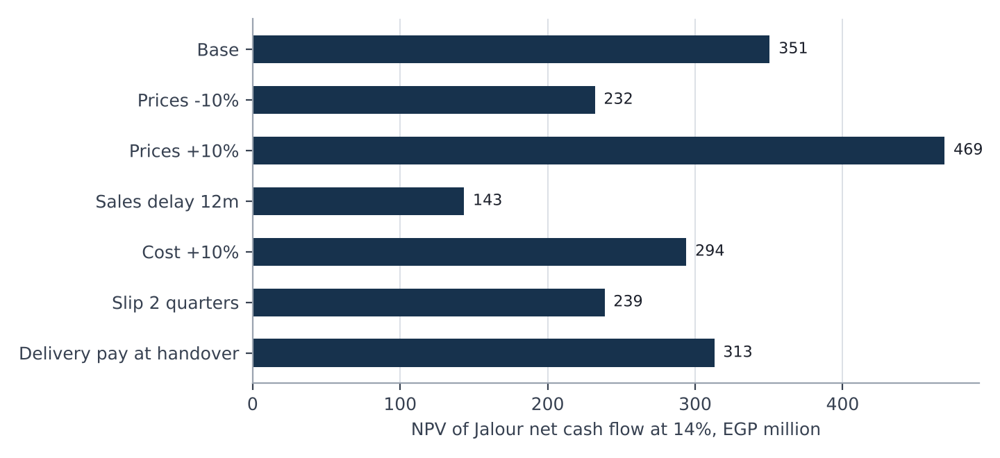 Base 351
Prices -10% 232
Prices +10% 469
Sales delay 12m 143
Cost +10% 294
Slip 2 quarters 239
Delivery pay at handover 313
0 100 200 300 400
NPV of Jalour net cash flow at 14%, EGP million